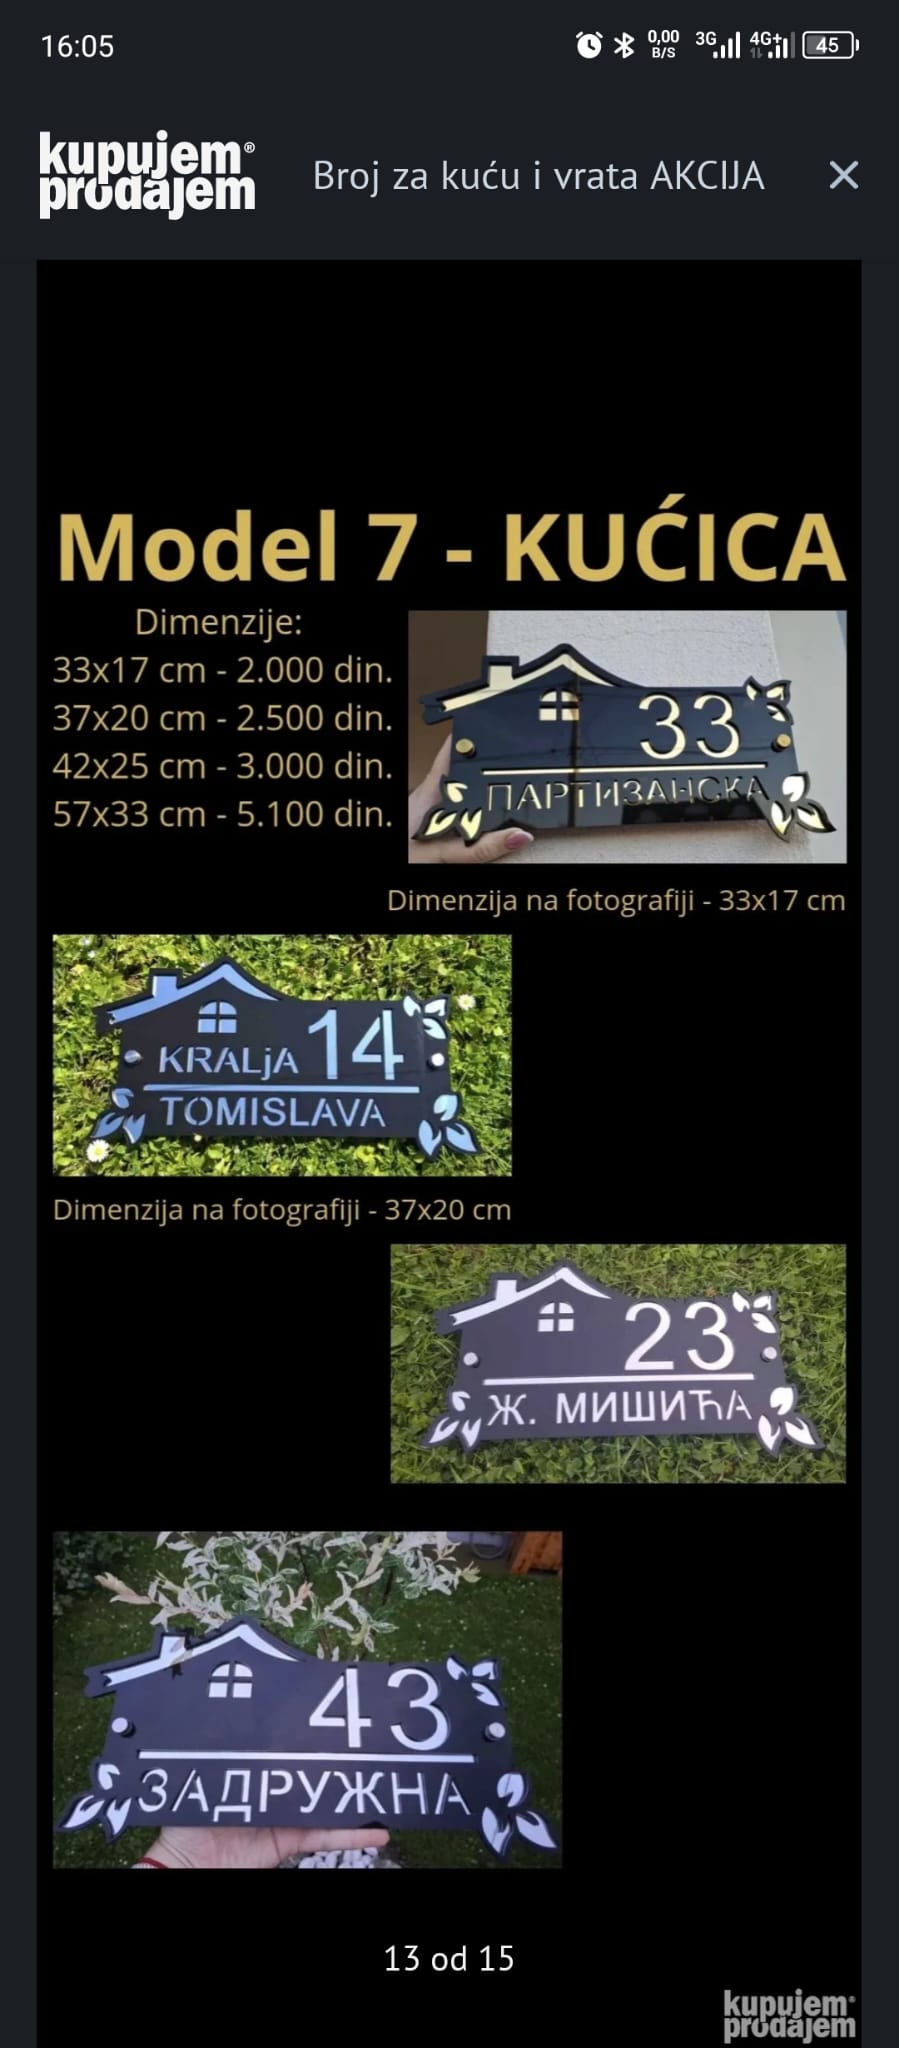 16:05
0,00
B/S
3G
4G+
45
kupujem®
prodajem
Broj za kuću i vrata AKCIJA
Model 7 - KUĆICA
Dimenzije:
33x17 cm - 2.000 din.
37x20 cm - 2.500 din.
42x25 cm - 3.000 din.
57x33 cm - 5.100 din.
33
ПАРТИЗАНСКА
Dimenzija na fotografiji - 33x17 cm
KRALjA 14
TOMISLAVA
Dimenzija na fotografiji - 37x20 cm
23
Ж. МИШИЋА
43
ЗАДРУЖНА
13 od 15
kupujem®
prodajem